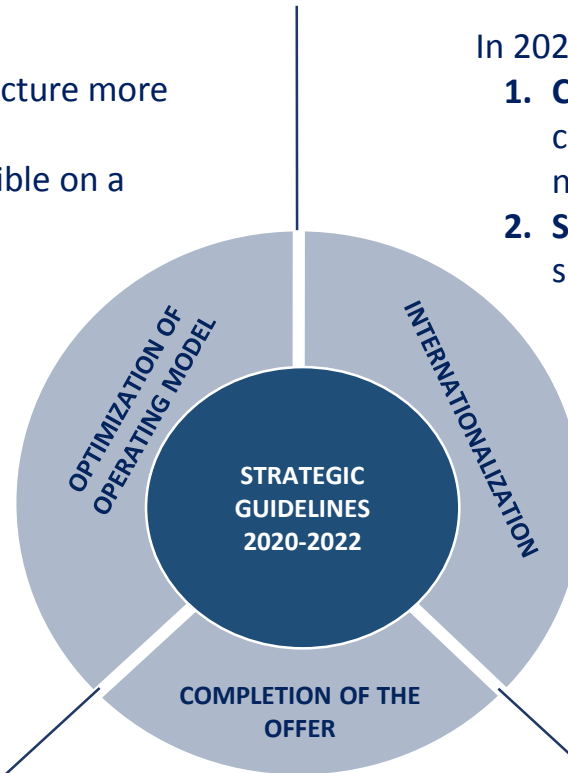 cture more
ible on a
In 202
1. C
c
n
2. S
s
OPTIMIZATION OF
OPERATING MODEL
INTERNATIONALIZATION
STRATEGIC
GUIDELINES
2020-2022
COMPLETION OF THE
OFFER